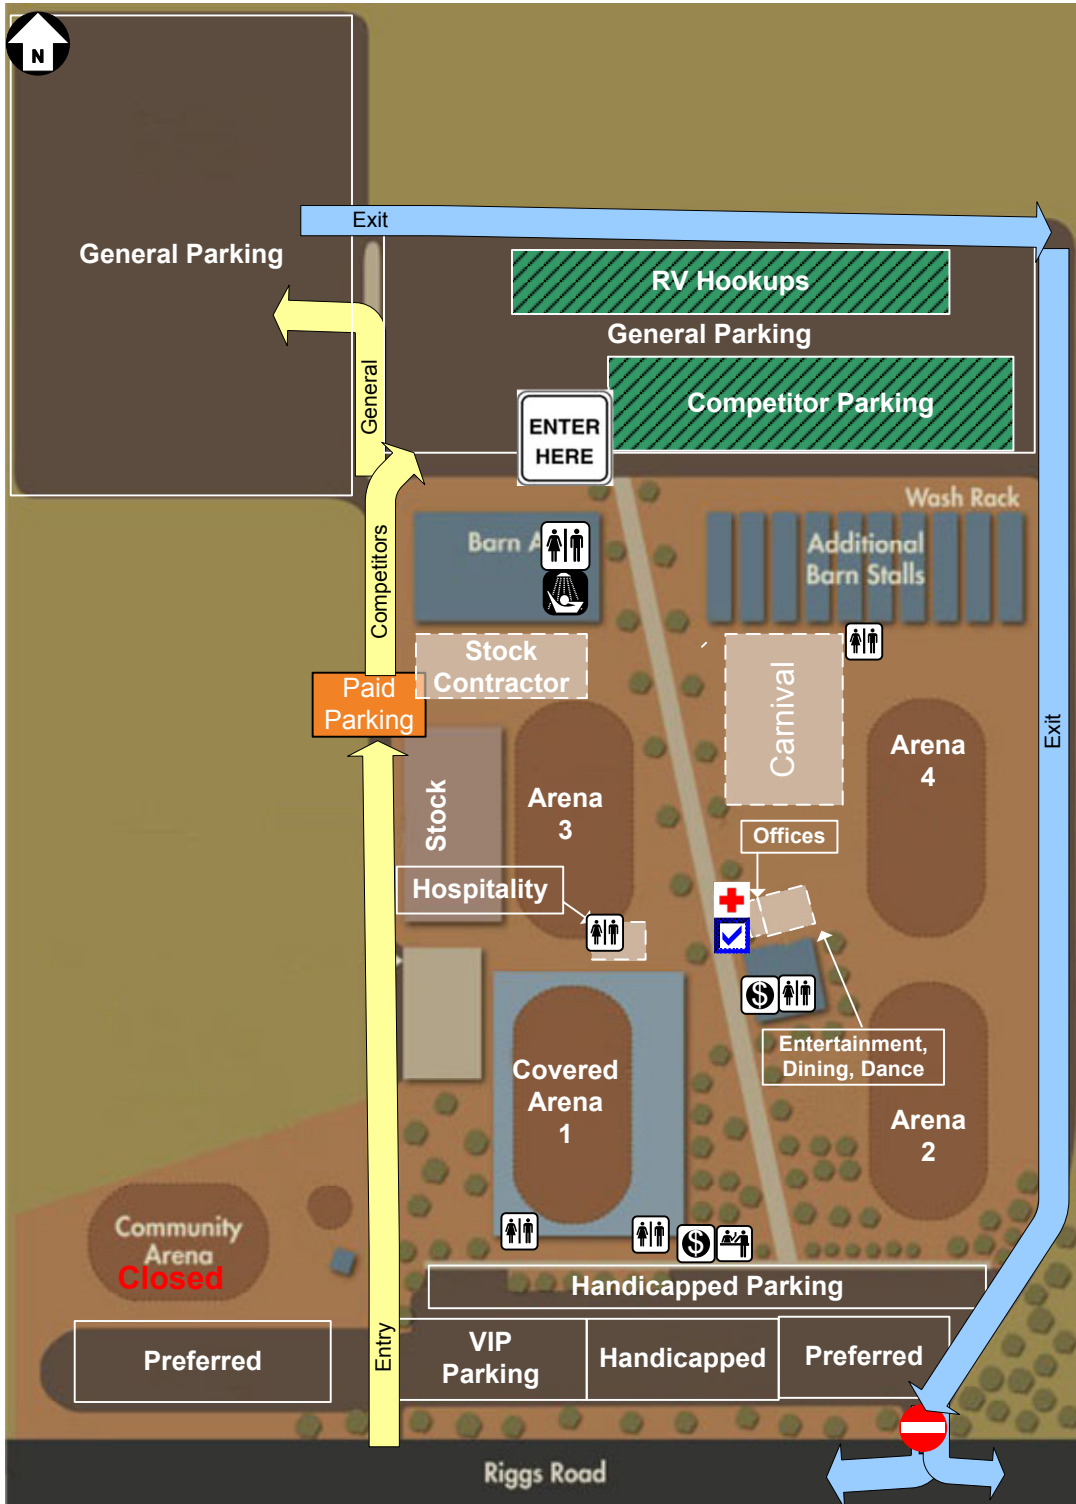 N
Exit
General Parking
RV Hookups
General Parking
General
Competitor Parking
ENTER
HERE
Wash Rack
Competitors
Barn A
Additional
Barn Stalls
Stock
Contractor
Paid
Parking
Carnival
Exit
Arena
4
Stock
Arena
3
Offices
Hospitality
$
Entertainment,
Dining, Dance
Covered
Arena
1
Arena
2
Community
Arena
Closed
$
Handicapped Parking
Entry
Preferred
VIP
Parking
Handicapped
Preferred
Riggs Road